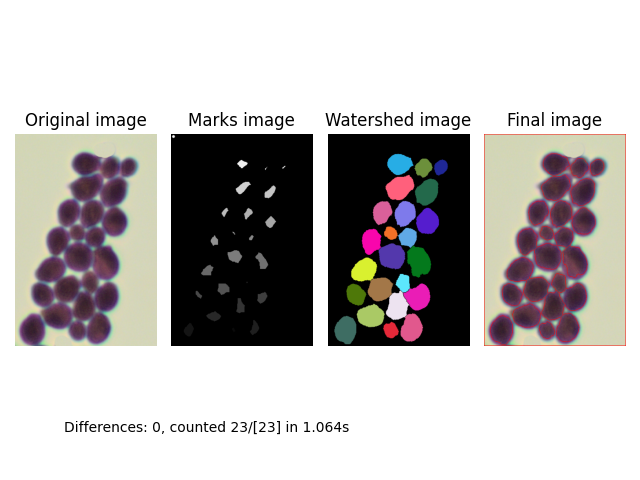 Original image
Marks image
Watershed image
Final image
Differences: 0, counted 23/[23] in 1.064s